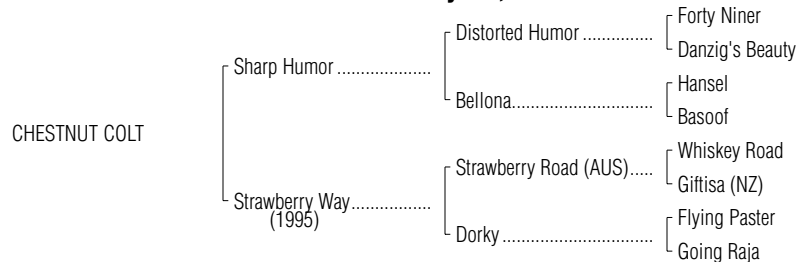 Forty Niner
Distorted Humor ...............
Danzig's Beauty
Sharp Humor ....................
Hansel
Bellona..............................
Basoof
CHESTNUT COLT
Whiskey Road
Strawberry Road (AUS).....
Giftisa (NZ)
Strawberry Way.................
(1995)
Flying Paster
Dorky ................................
Going Raja